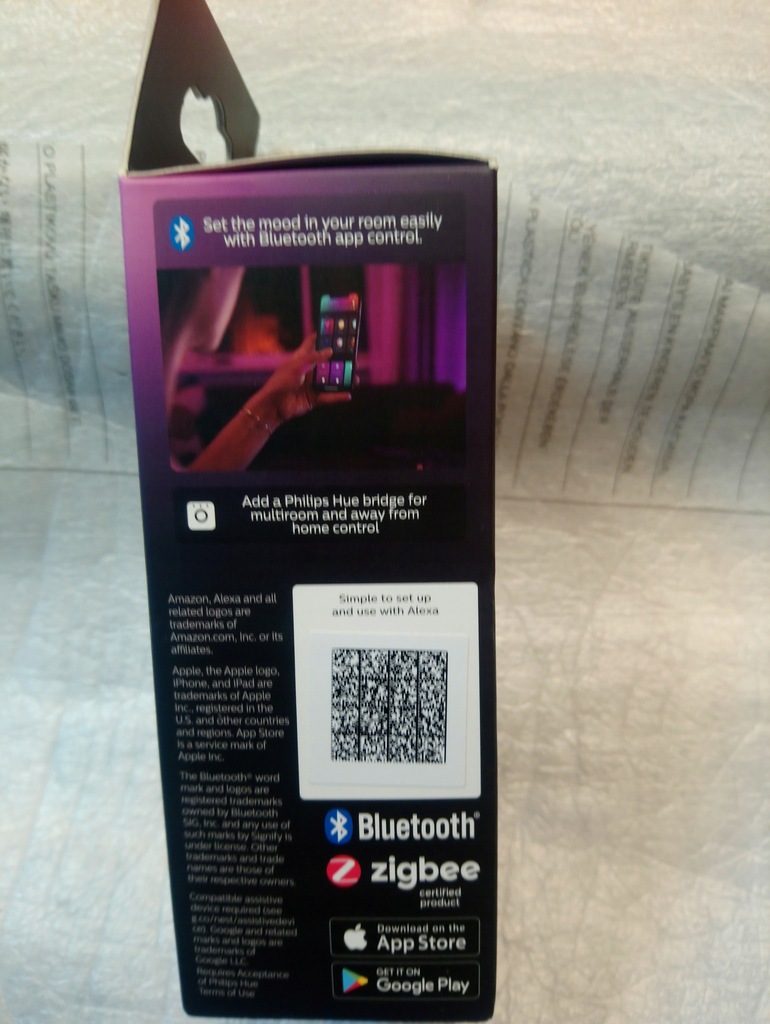 Set the mood in your room easily
with Bluetooth app control.
Add a Philips Hue bridge for
multiroom and away from
home control
Amazon, Alexa and all
related logos are
trademarks of
Amazon.com, Inc. or its
affiliates.
Apple, the Apple logo,
iPhone, and iPad are
trademarks of Apple
Inc., registered in the
U.S. and other countries
and regions. App Store
is a service mark of
Apple Inc.
The Bluetooth® word
mark and logos are
registered trademarks
owned by Bluetooth
SIG, Inc. and any use of
such marks by Signify is
under license. Other
trademarks and trade
names are those of
their respective owners.
Compatible assistive
device required (see
g.co/nest/assistivedevi
ce). Google and related
marks and logos are
trademarks of
Google LLC.
Requires Acceptance
of Philips Hue
Terms of Use
Simple to set up
and use with Alexa
Bluetooth®
zigbee
certified
product
Download on the
App Store
GET IT ON
Google Play